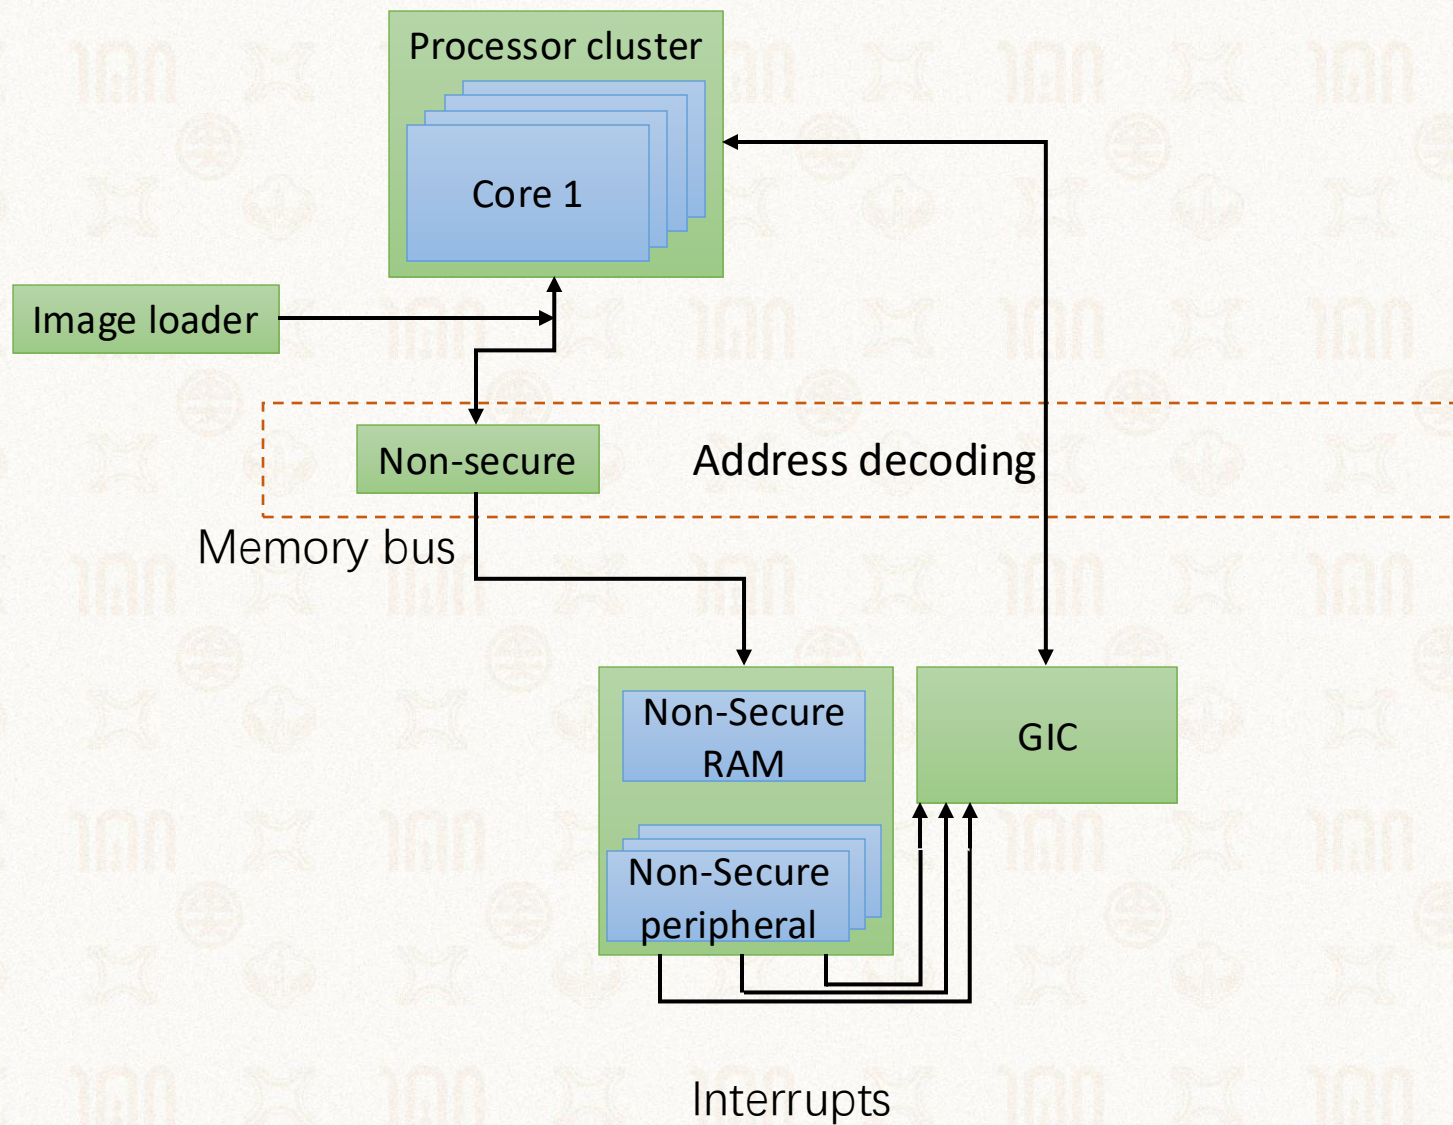 Processor cluster
Core 1
Image loader
Non-secure
Address decoding
Memory bus
Non-Secure
RAM
GIC
Non-Secure
peripheral
Interrupts